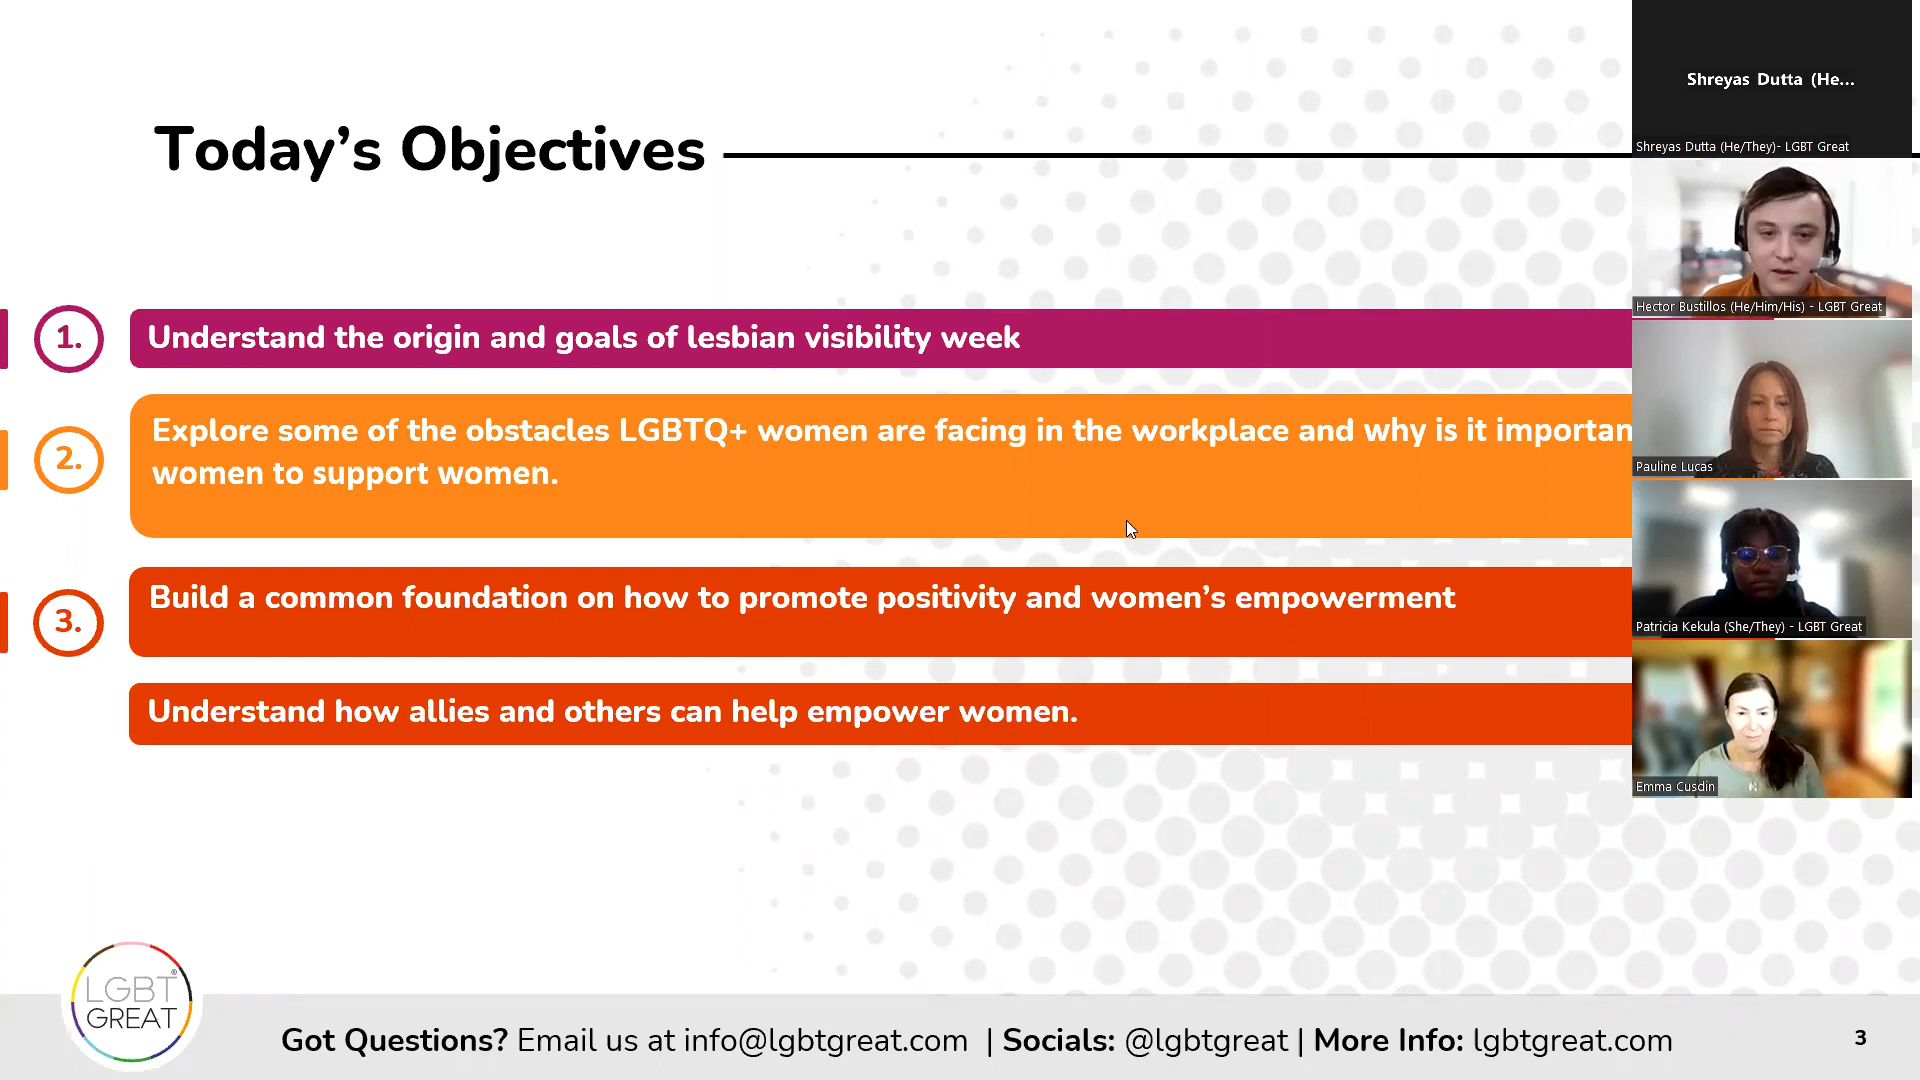 Today’s Objectives
1.
Understand the origin and goals of lesbian visibility week
2.
Explore some of the obstacles LGBTQ+ women are facing in the workplace and why is it importan
women to support women.
3.
Build a common foundation on how to promote positivity and women’s empowerment
Understand how allies and others can help empower women.
Shreyas Dutta (He...
Shreyas Dutta (He/They)- LGBT Great
Hector Bustillos (He/Him/His) - LGBT Great
Pauline Lucas
Patricia Kekula (She/They) - LGBT Great
Emma Cusdin
LGBT®
GREAT
Got Questions? Email us at info@lgbtgreat.com | Socials: @lgbtgreat | More Info: lgbtgreat.com
3